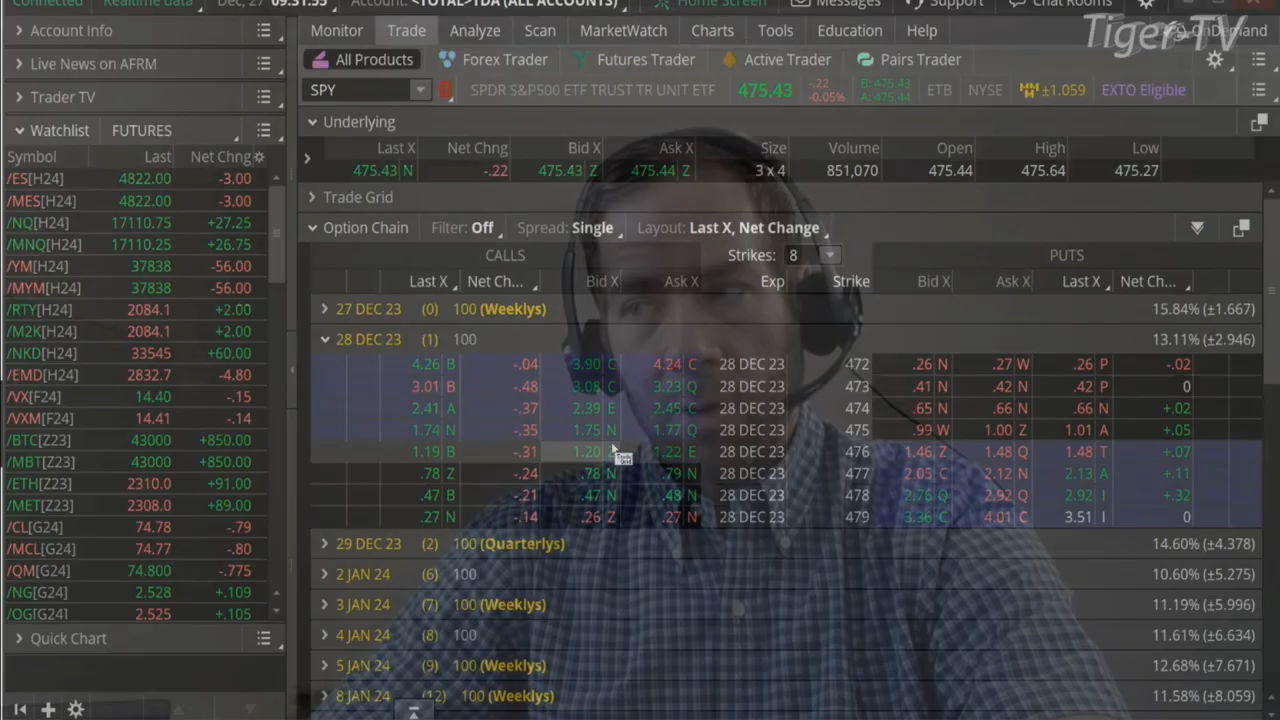 Connected Realtime data Dec, 27 09:31:55 Account: <TOTAL>TDA (ALL ACCOUNTS) Home Screen Messages Support Chat Rooms
Tiger TV
Account Info
Live News on AFRM
Trader TV
Watchlist FUTURES
Symbol Last Net Chng
/ES[H24] 4822.00 -3.00
/MES[H24] 4822.00 -3.00
/NQ[H24] 17110.75 +27.25
/MNQ[H24] 17110.25 +26.75
/YM[H24] 37838 -56.00
/MYM[H24] 37838 -56.00
/RTY[H24] 2084.1 +2.00
/M2K[H24] 2084.1 +2.00
/NKD[H24] 33545 +60.00
/EMD[H24] 2832.7 -4.80
/VX[F24] 14.40 -.15
/VXM[F24] 14.41 -.14
/BTC[Z23] 43000 +850.00
/MBT[Z23] 43000 +850.00
/ETH[Z23] 2310.0 +91.00
/MET[Z23] 2308.0 +89.00
/CL[G24] 74.78 -.79
/MCL[G24] 74.77 -.80
/QM[G24] 74.800 -.775
/NG[G24] 2.528 +.109
/QG[G24] 2.525 +.105
Quick Chart
Monitor Trade Analyze Scan MarketWatch Charts Tools Education Help OnDemand
All Products Forex Trader Futures Trader Active Trader Pairs Trader
SPY SPDR S&P500 ETF TRUST TR UNIT ETF 475.43 -.22 -0.05% B: 475.43 A: 475.44 ETB NYSE ±1.059 EXTO Eligible
Underlying
Last X Net Chng Bid X Ask X Size Volume Open High Low
475.43 N -.22 475.43 Z 475.44 Z 3 x 4 851,070 475.44 475.64 475.27
Trade Grid
Option Chain Filter: Off Spread: Single Layout: Last X, Net Change
CALLS Strikes: 8 PUTS
Last X Net Ch... Bid X Ask X Exp Strike Bid X Ask X Last X Net Ch...
27 DEC 23 (0) 100 (Weeklys) 15.84% (±1.667)
28 DEC 23 (1) 100 13.11% (±2.946)
4.26 B -.04 3.90 C 4.24 C 28 DEC 23 472 .26 N .27 W .26 P -.02
3.01 B -.48 3.08 C 3.23 Q 28 DEC 23 473 .41 N .42 N .42 P 0
2.41 A -.37 2.39 E 2.45 C 28 DEC 23 474 .65 N .66 N .66 N +.02
1.74 N -.35 1.75 N 1.77 Q 28 DEC 23 475 .99 W 1.00 Z 1.01 A +.05
1.19 B -.31 1.20 1.22 E 28 DEC 23 476 1.46 Z 1.48 Q 1.48 T +.07
.78 Z -.24 .78 N .79 N 28 DEC 23 477 2.05 C 2.12 N 2.13 A +.11
.47 B -.21 .47 N .48 N 28 DEC 23 478 2.76 Q 2.92 Q 2.92 I +.32
.27 N -.14 .26 Z .27 N 28 DEC 23 479 3.36 C 4.01 C 3.51 I 0
29 DEC 23 (2) 100 (Quarterlys) 14.60% (±4.378)
2 JAN 24 (6) 100 10.60% (±5.275)
3 JAN 24 (7) 100 (Weeklys) 11.19% (±5.996)
4 JAN 24 (8) 100 11.61% (±6.634)
5 JAN 24 (9) 100 (Weeklys) 12.68% (±7.671)
8 JAN 24 (12) 100 (Weeklys) 11.58% (±8.059)